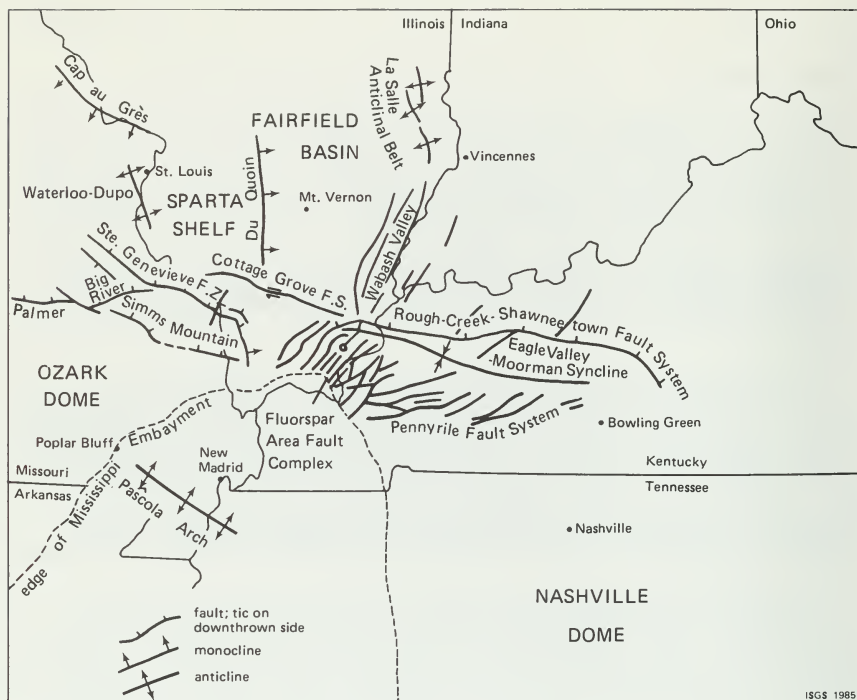 Illinois
Indiana
Ohio
Cap au Grès
La Salle
Anticlinal Belt
FAIRFIELD
BASIN
Vincennes
St. Louis
Waterloo-Dupo
SPARTA
SHELF
Du Quoin
Mt. Vernon
Wabash Valley
Ste. Genevieve F.Z.
Cottage Grove F.S.
Big
River
Palmer
Simms Mountain
Rough-Creek-Shawneetown Fault System
Eagle Valley
-Moorman Syncline
OZARK
DOME
Fluorspar
Area Fault
Complex
Pennyrile Fault System
Bowling Green
Poplar Bluff
edge of Mississippi Embayment
New
Madrid
Missouri
Arkansas
Kentucky
Tennessee
Pascola Arch
Nashville
NASHVILLE
DOME
fault; tic on
downthrown side
monocline
anticline
ISGS 1985